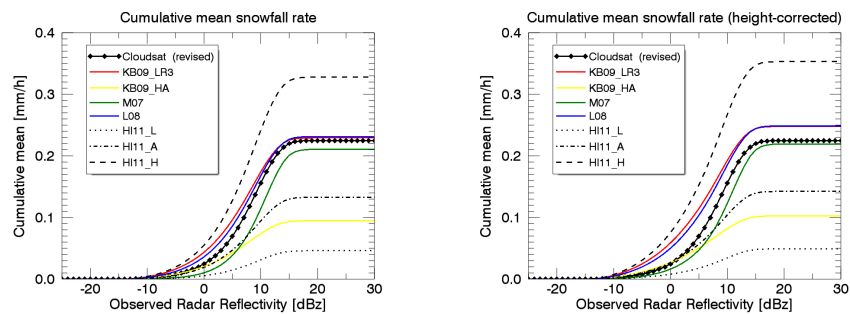 Cumulative mean snowfall rate
Cumulative mean [mm/h]
0.4
0.3
0.2
0.1
0.0
Cloudsat (revised)
KB09_LR3
KB09_HA
M07
L08
HI11_L
HI11_A
HI11_H
-20 -10 0 10 20 30
Observed Radar Reflectivity [dBz]
Cumulative mean snowfall rate (height-corrected)
Cumulative mean [mm/h]
0.4
0.3
0.2
0.1
0.0
Cloudsat (revised)
KB09_LR3
KB09_HA
M07
L08
HI11_L
HI11_A
HI11_H
-20 -10 0 10 20 30
Observed Radar Reflectivity [dBz]